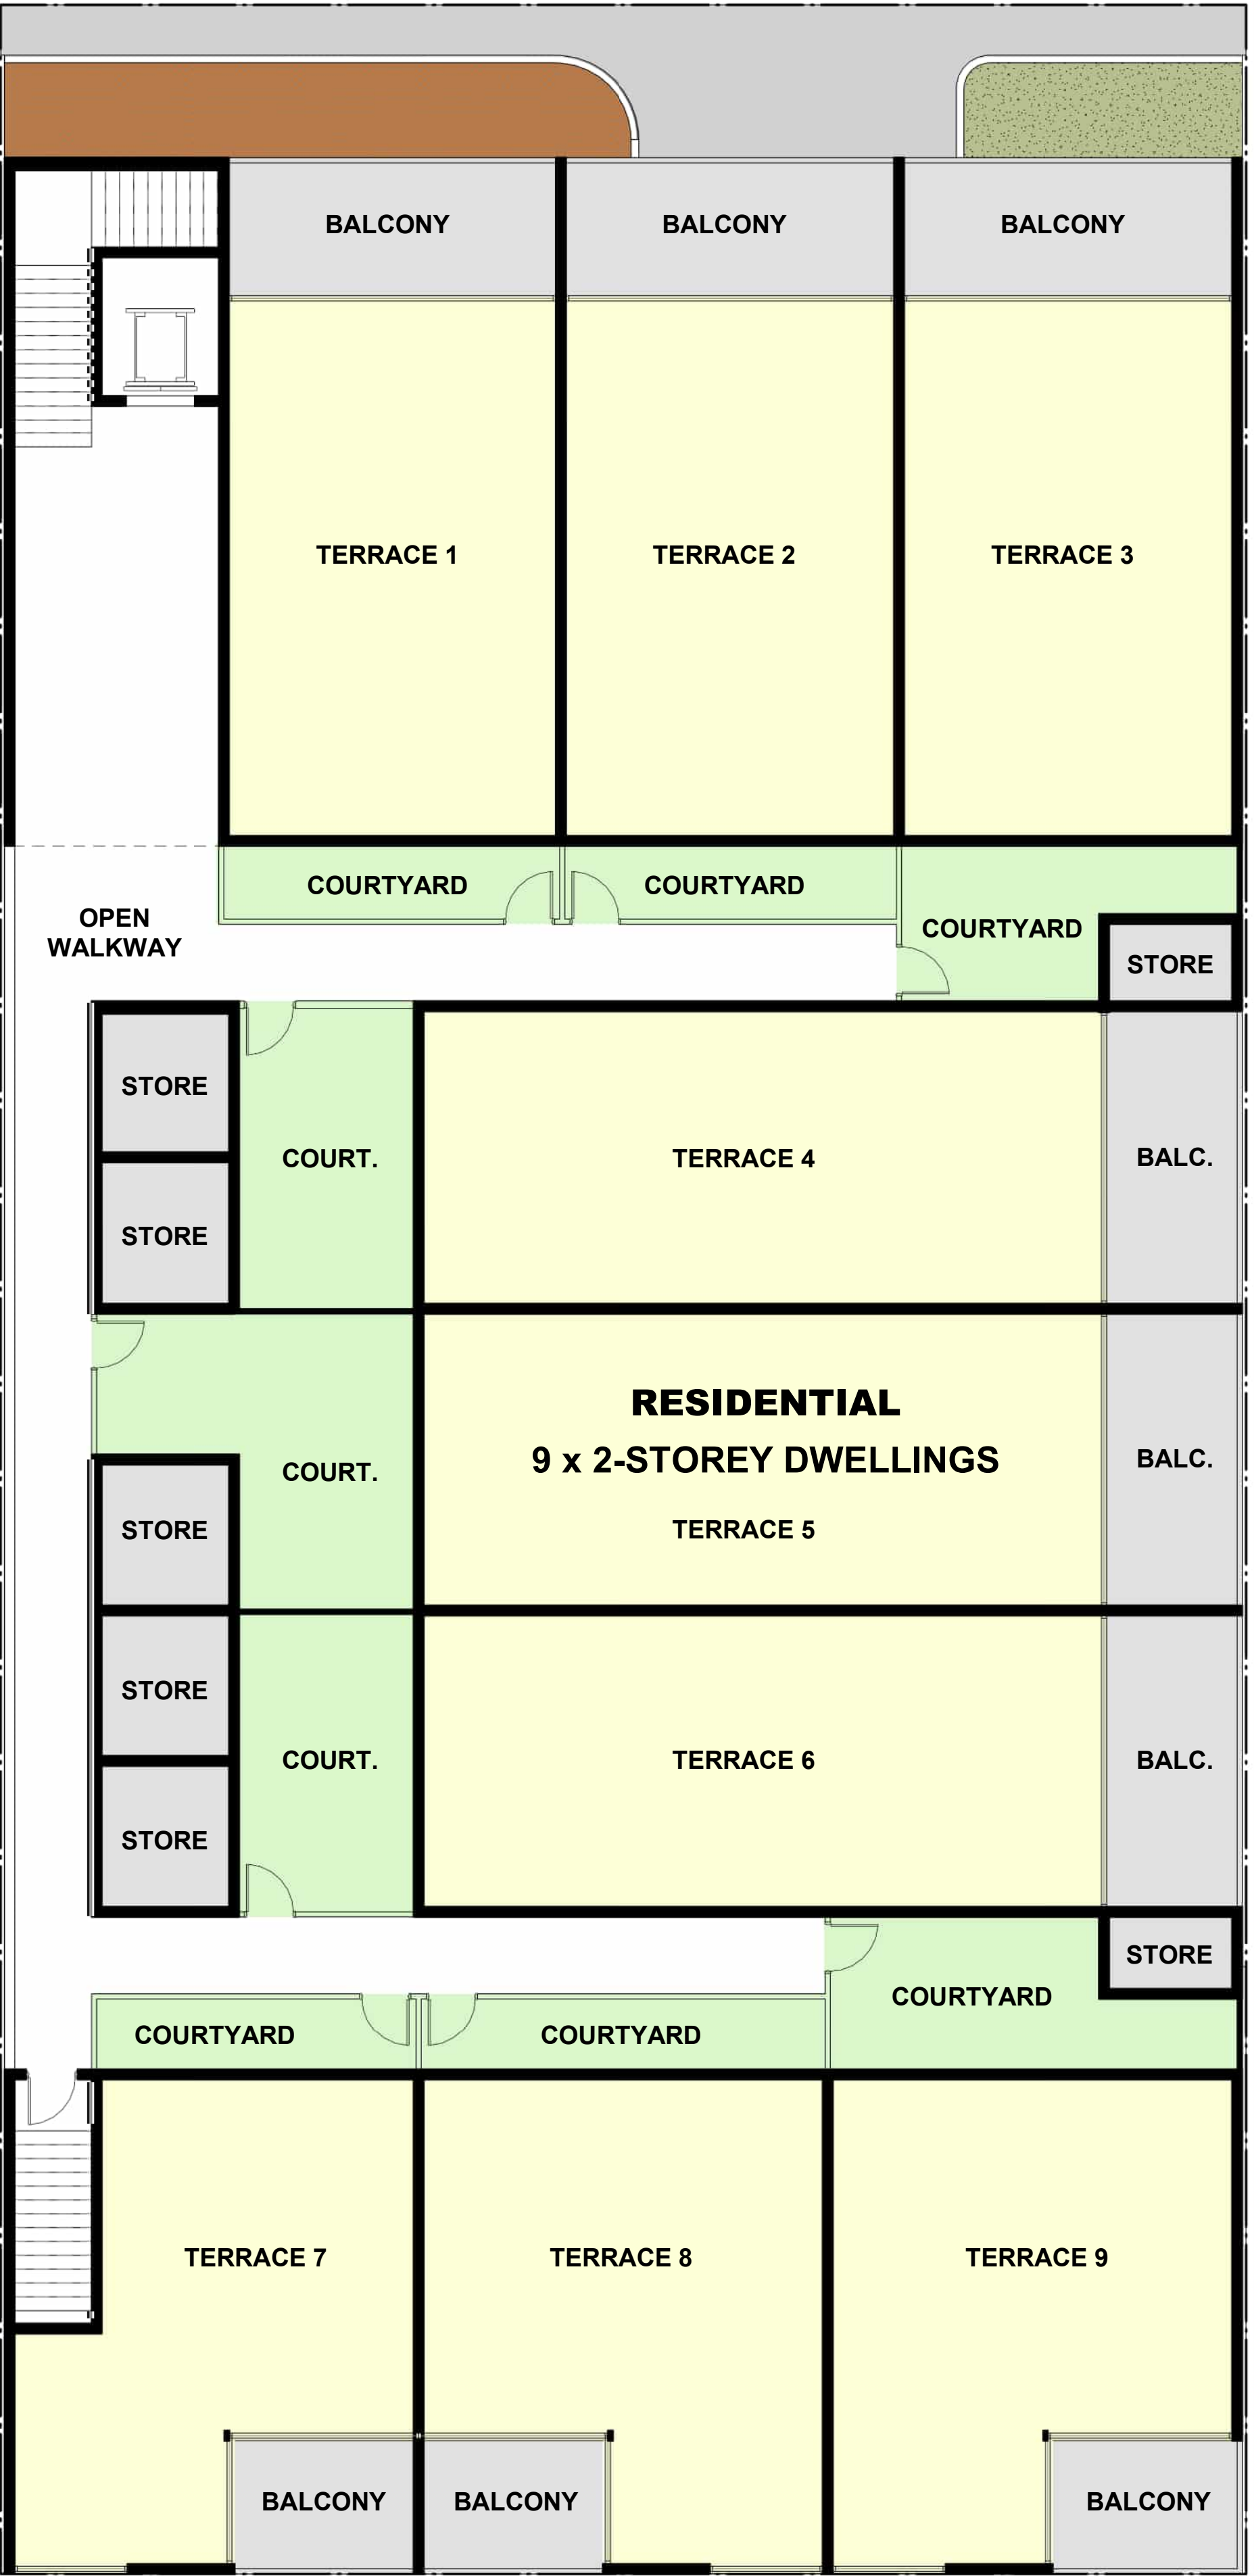 BALCONY
BALCONY
BALCONY
TERRACE 1
TERRACE 2
TERRACE 3
COURTYARD
COURTYARD
COURTYARD
OPEN
WALKWAY
STORE
STORE
COURT.
TERRACE 4
BALC.
STORE
RESIDENTIAL
9 x 2-STOREY DWELLINGS
COURT.
BALC.
STORE
TERRACE 5
STORE
COURT.
TERRACE 6
BALC.
STORE
STORE
COURTYARD
COURTYARD
COURTYARD
TERRACE 7
TERRACE 8
TERRACE 9
BALCONY
BALCONY
BALCONY